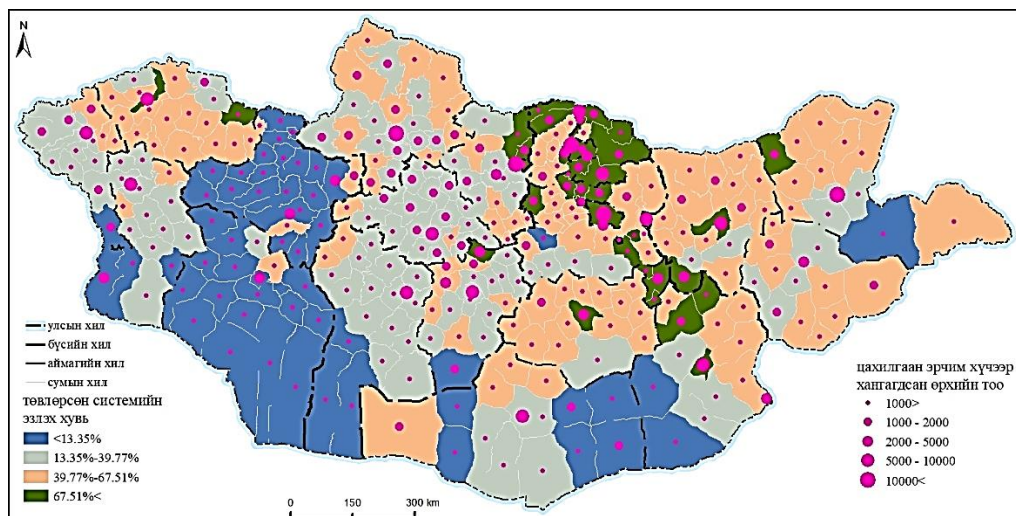 N
улсын хил
бүсийн хил
аймагийн хил
сумын хил
төвлөрсөн системийн
эзлэх хувь
<13.35%
13.35%-39.77%
39.77%-67.51%
67.51%<
0 150 300 km
цахилгаан эрчим хүчээр
хангагдсан өрхийн тоо
1000>
1000 - 2000
2000 - 5000
5000 - 10000
10000<